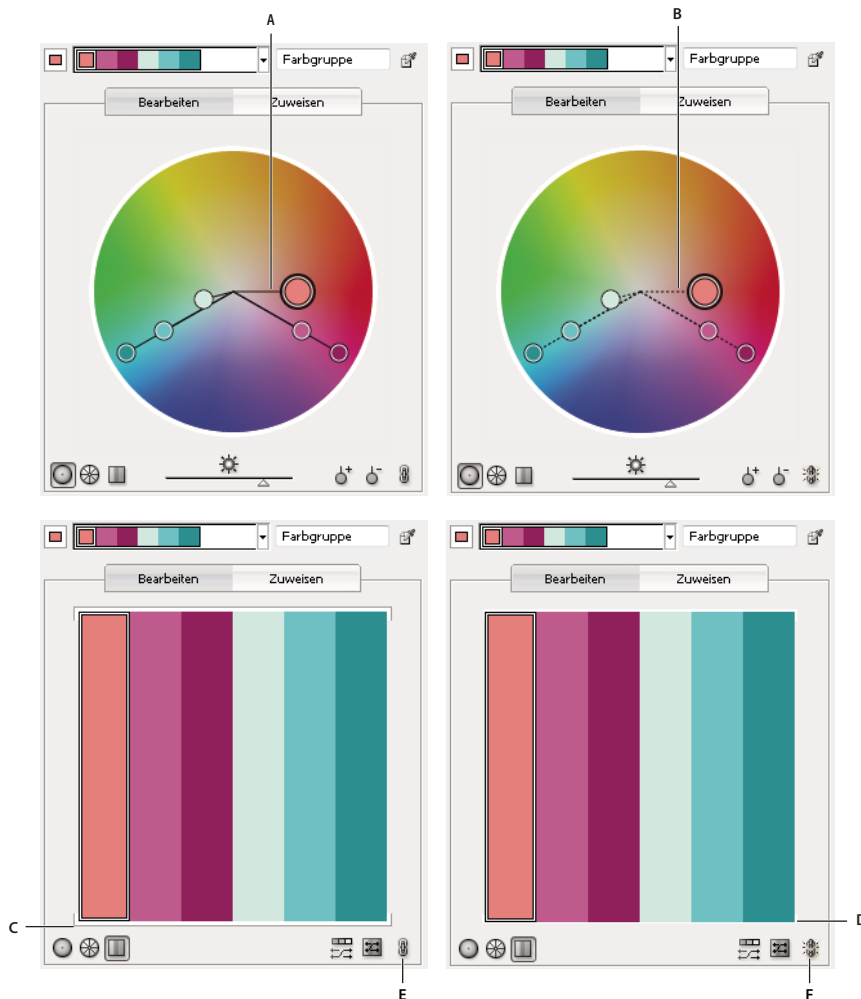 A
B
Farbgruppe
Farbgruppe
Bearbeiten Zuweisen
Bearbeiten Zuweisen
Farbgruppe
Farbgruppe
Bearbeiten Zuweisen
Bearbeiten Zuweisen
C
D
E
F